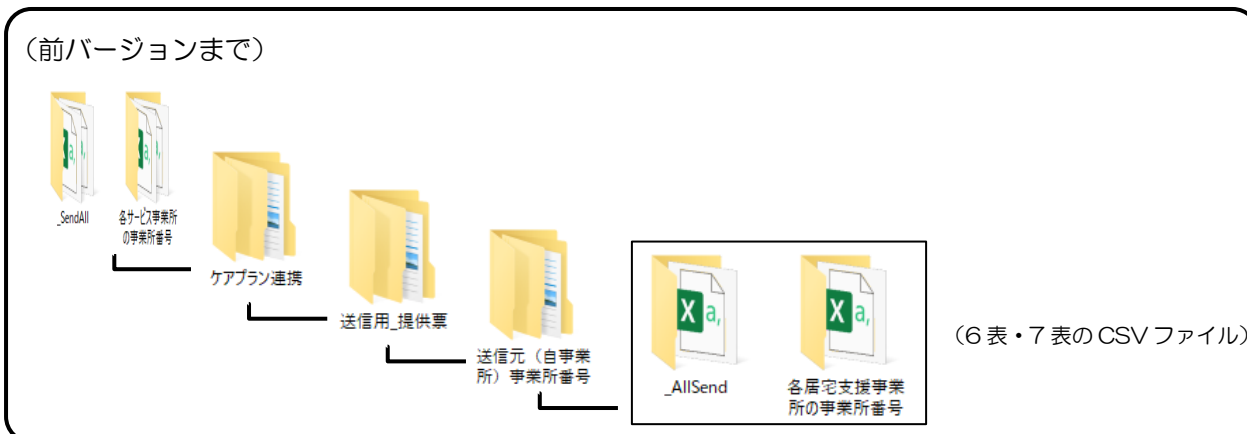 （前バージョンまで）
_SendAll
各サービス事業所
の事業所番号
ケアプラン連携
送信用_提供票
送信元（自事業
所）事業所番号
_AllSend
各居宅支援事業
所の事業所番号
（6表・7表のCSVファイル）